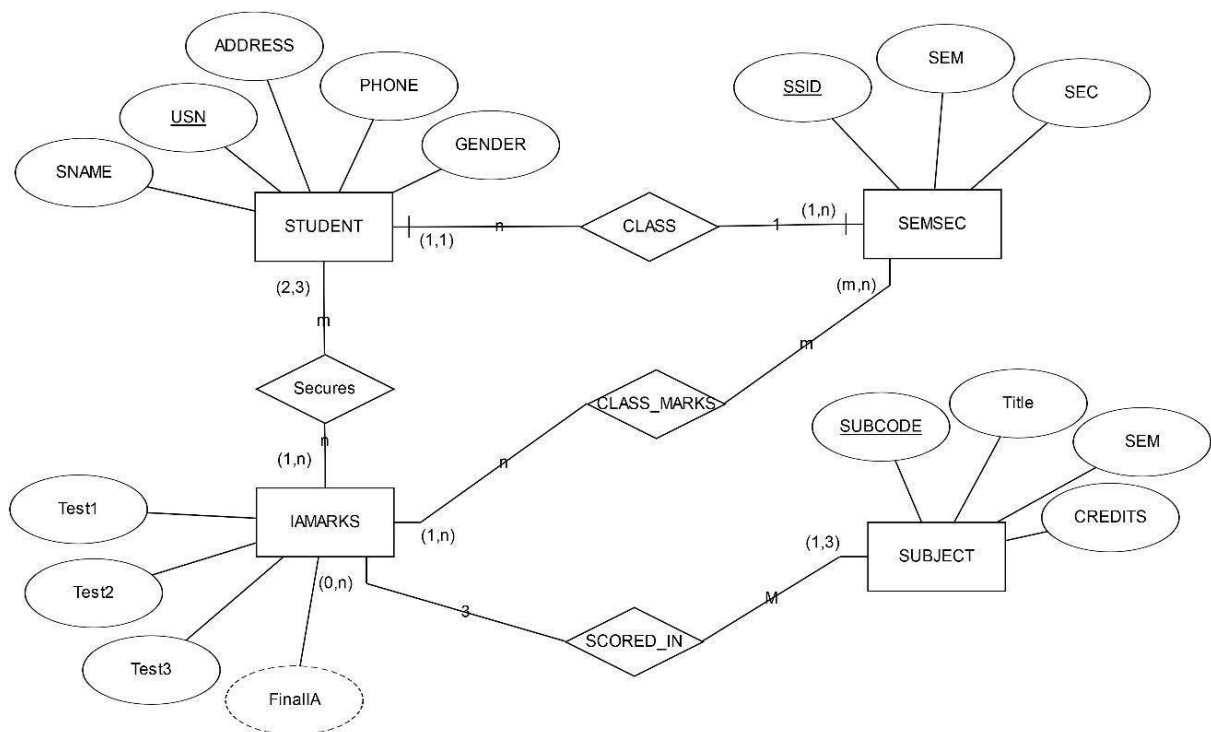 ADDRESS
PHONE
USN
GENDER
SNAME
STUDENT
(1,1)
n
CLASS
1
(1,n)
SSID
SEM
SEC
SEMSEC
(2,3)
m
Secures
n
(1,n)
(m,n)
m
CLASS_MARKS
n
(1,n)
SUBCODE
Title
SEM
CREDITS
SUBJECT
(1,3)
M
SCORED_IN
3
(0,n)
IAMARKS
Test1
Test2
Test3
FinalIA